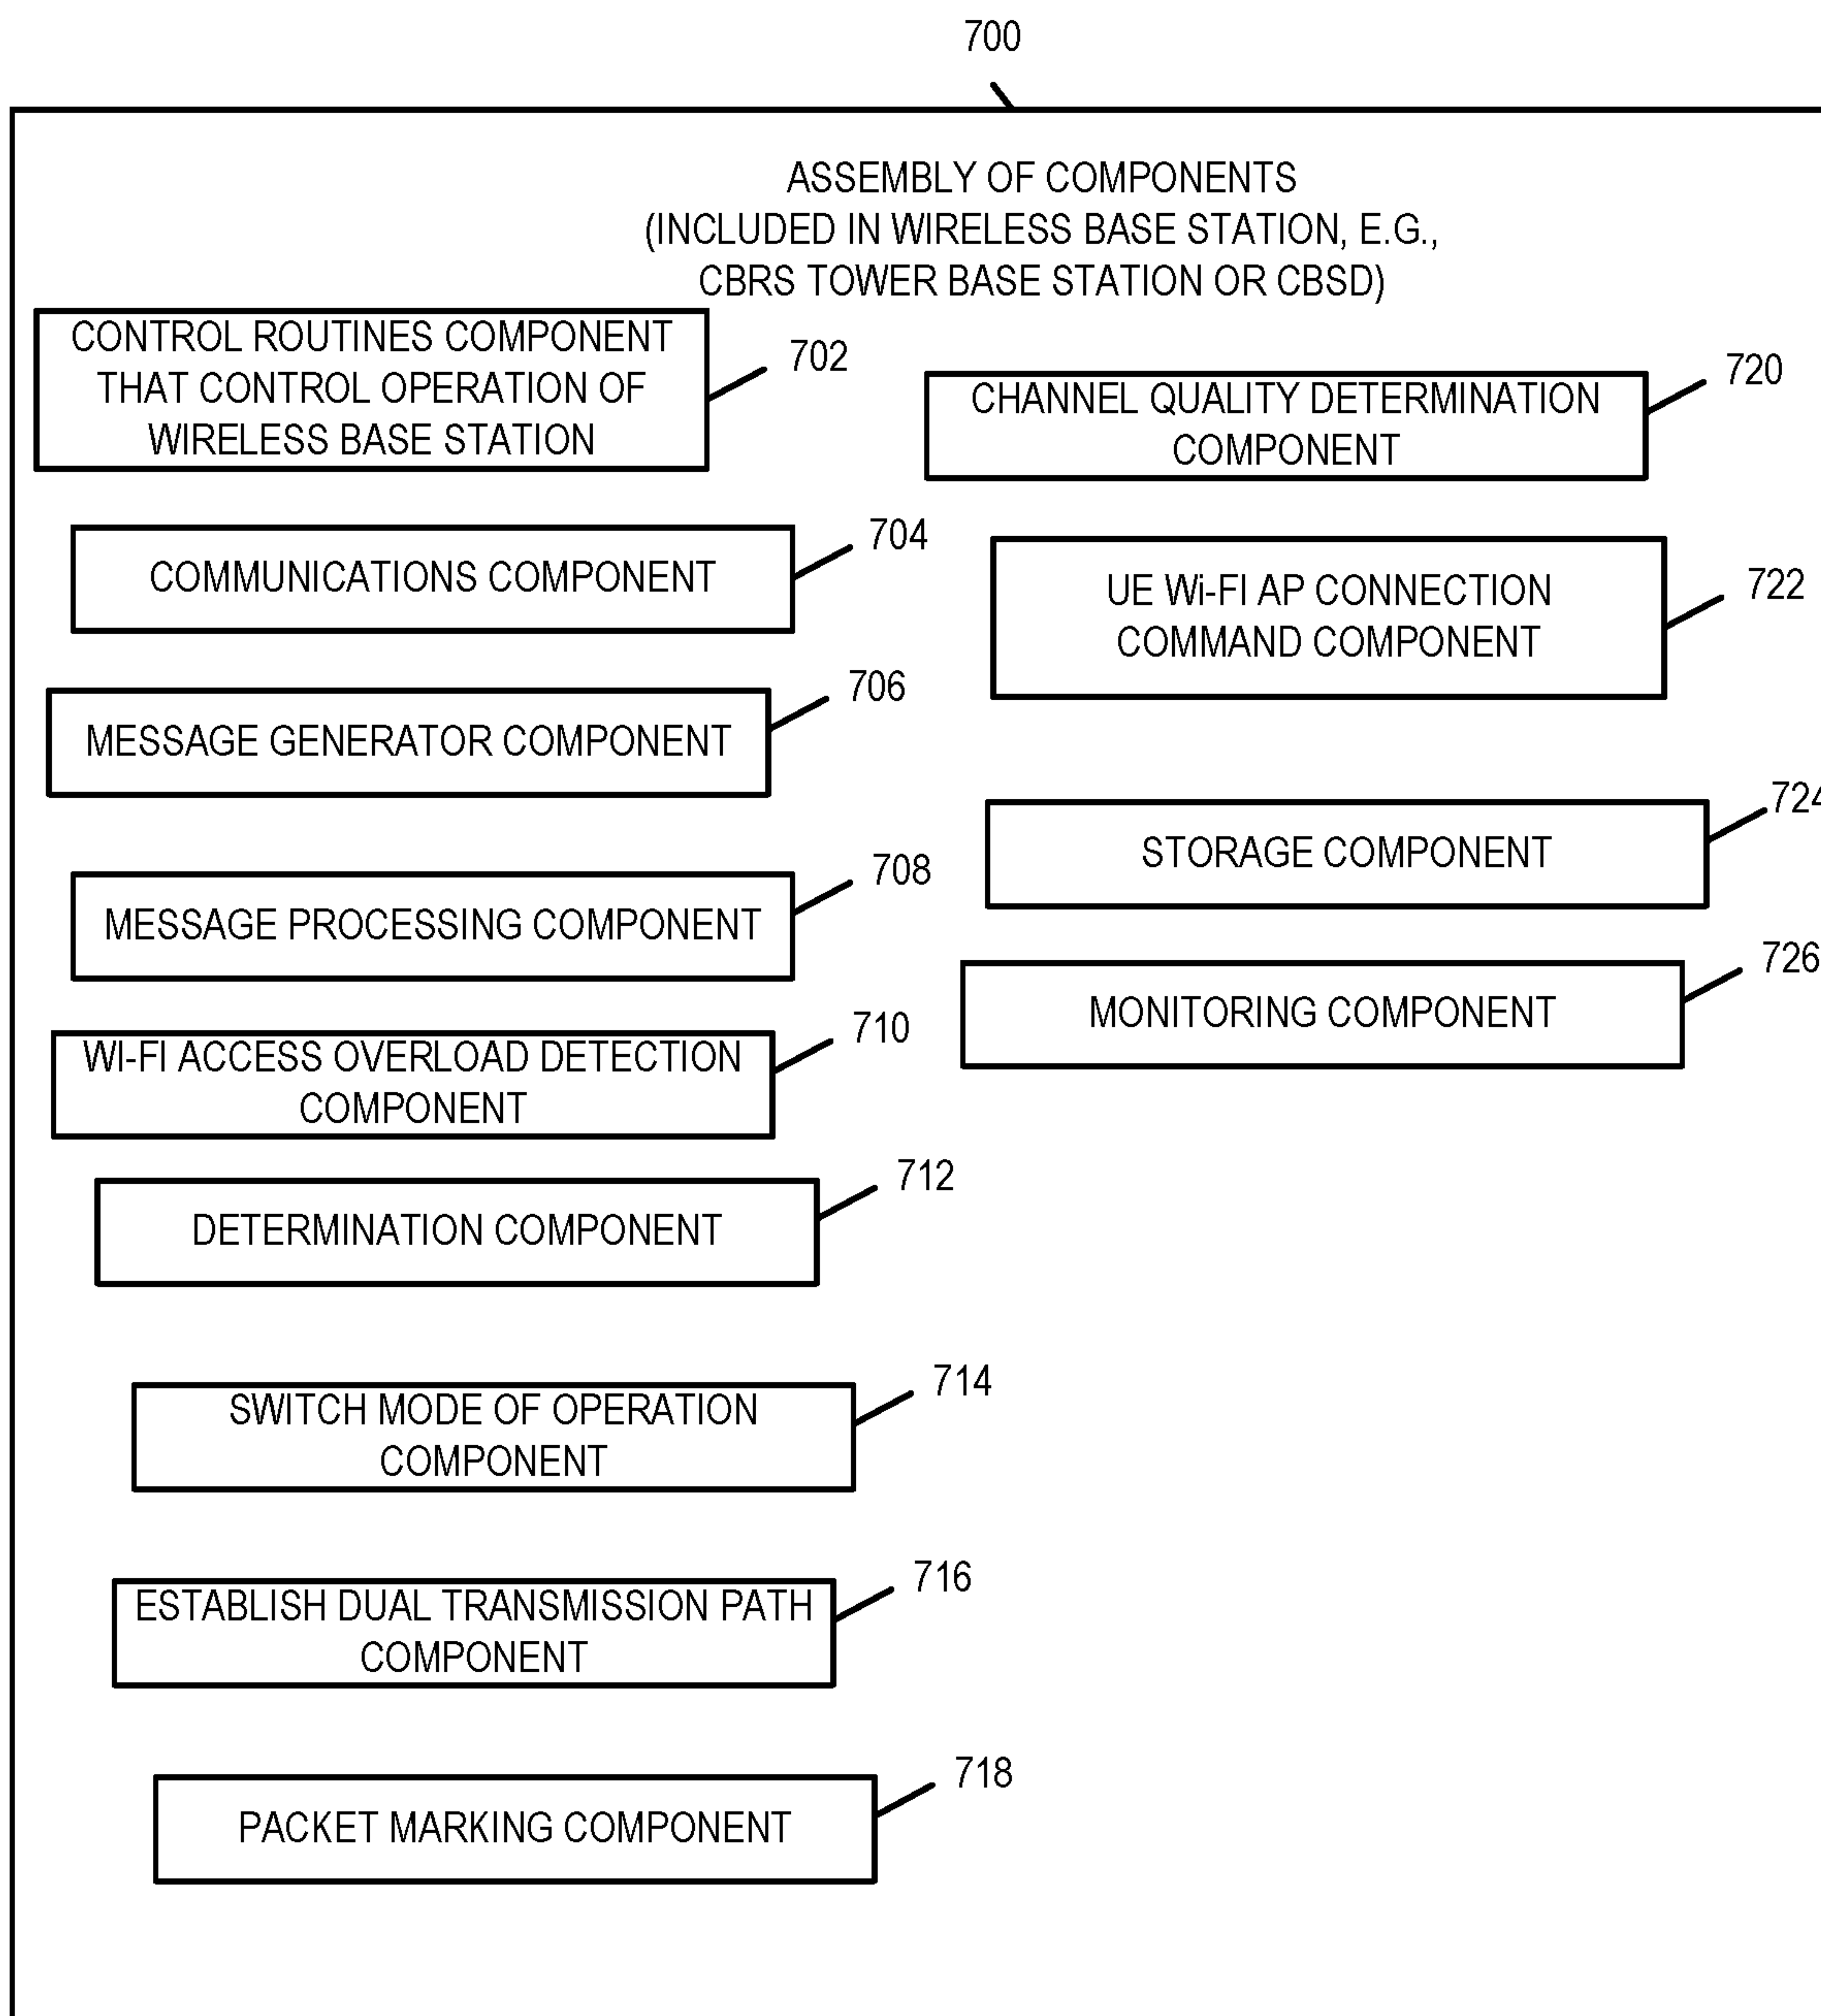 700
ASSEMBLY OF COMPONENTS
(INCLUDED IN WIRELESS BASE STATION, E.G.,
CBRS TOWER BASE STATION OR CBSD)
CONTROL ROUTINES COMPONENT
THAT CONTROL OPERATION OF
WIRELESS BASE STATION
702
COMMUNICATIONS COMPONENT
704
MESSAGE GENERATOR COMPONENT
706
MESSAGE PROCESSING COMPONENT
708
WI-FI ACCESS OVERLOAD DETECTION
COMPONENT
710
DETERMINATION COMPONENT
712
SWITCH MODE OF OPERATION
COMPONENT
714
ESTABLISH DUAL TRANSMISSION PATH
COMPONENT
716
PACKET MARKING COMPONENT
718
CHANNEL QUALITY DETERMINATION
COMPONENT
720
UE Wi-FI AP CONNECTION
COMMAND COMPONENT
722
STORAGE COMPONENT
724
MONITORING COMPONENT
726